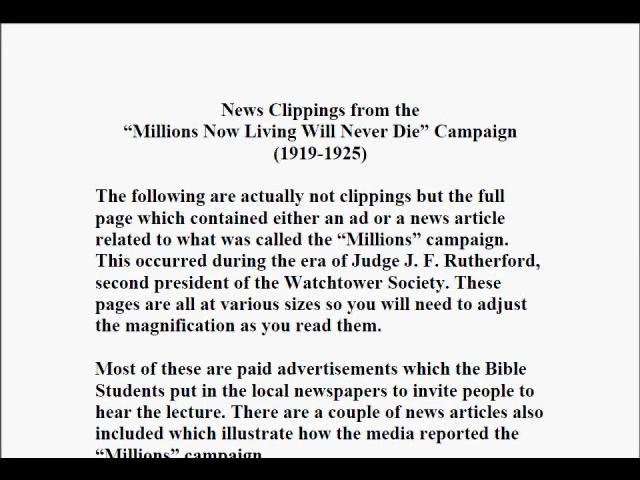 News Clippings from the
“Millions Now Living Will Never Die” Campaign
(1919-1925)
The following are actually not clippings but the full
page which contained either an ad or a news article
related to what was called the “Millions” campaign.
This occurred during the era of Judge J. F. Rutherford,
second president of the Watchtower Society. These
pages are all at various sizes so you will need to adjust
the magnification as you read them.
Most of these are paid advertisements which the Bible
Students put in the local newspapers to invite people to
hear the lecture. There are a couple of news articles also
included which illustrate how the media reported the
“Millions” campaign